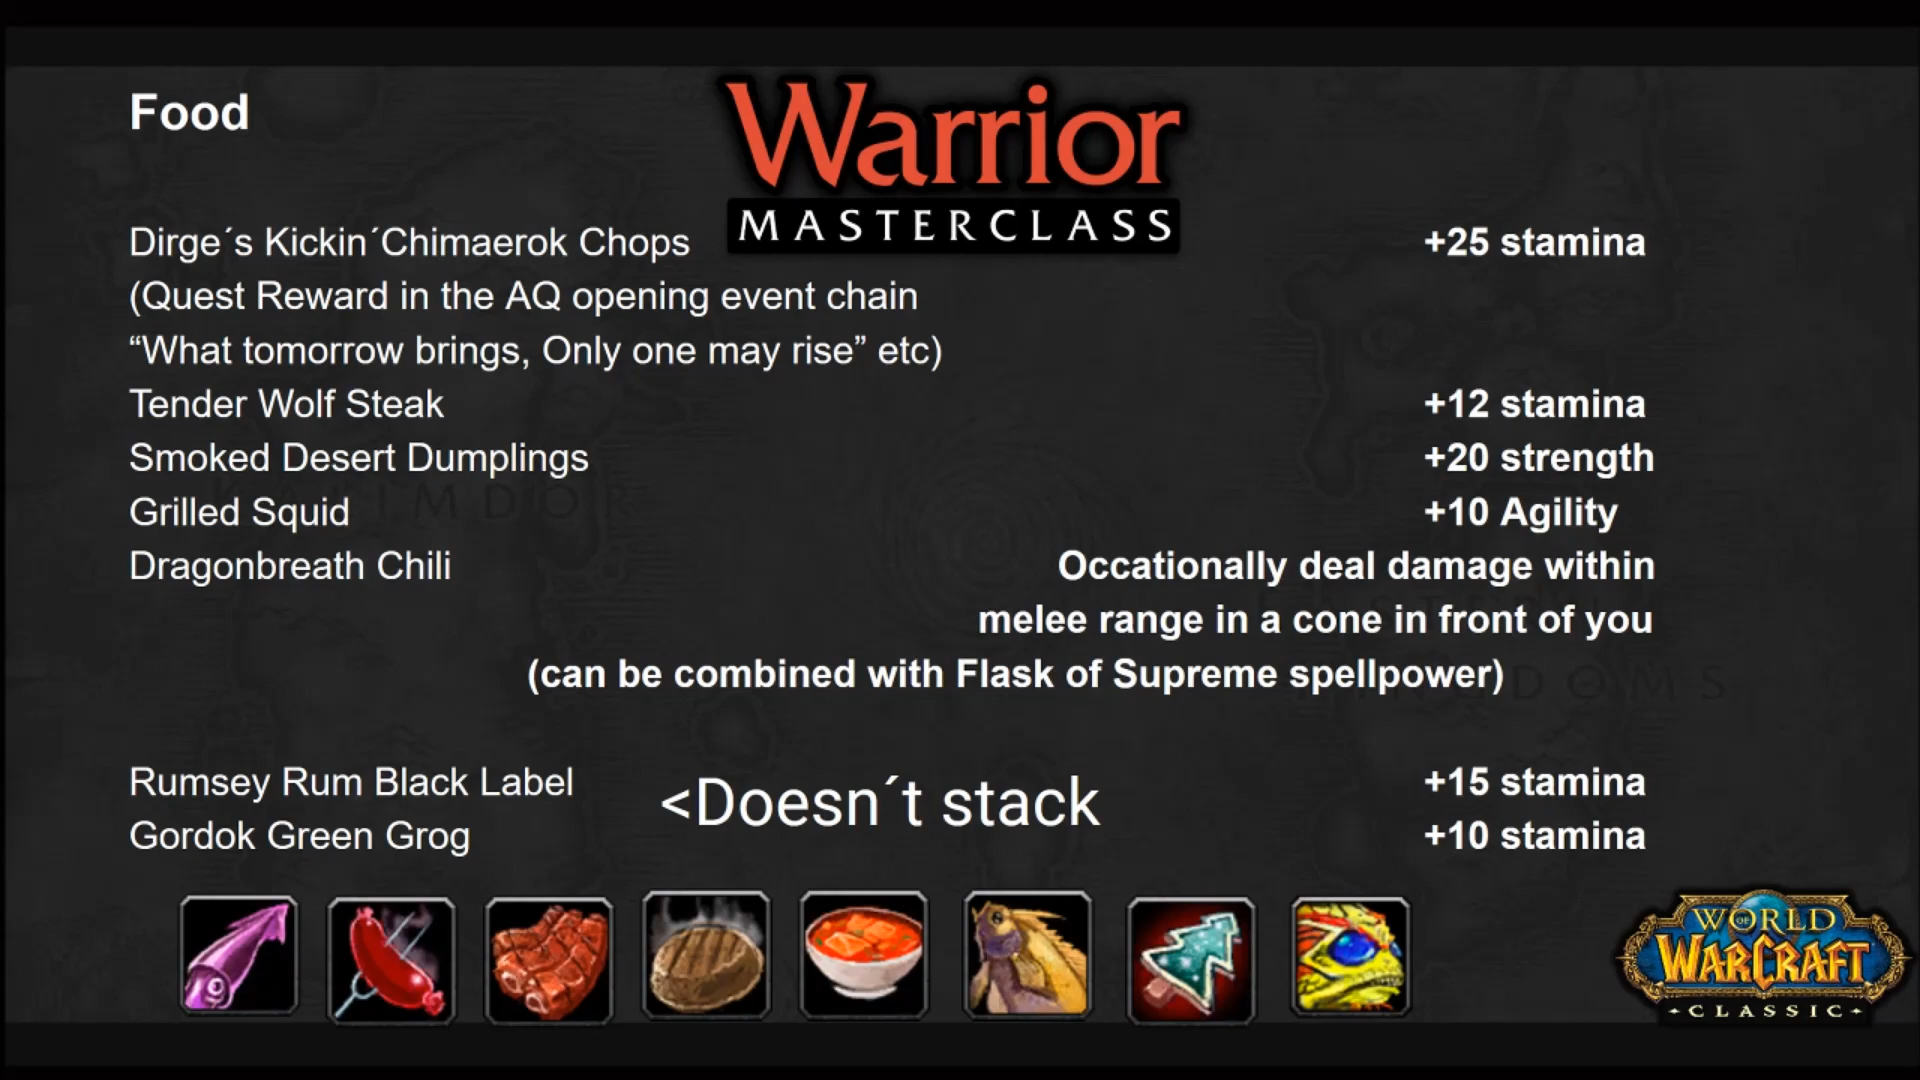 Food
Warrior
MASTERCLASS
Dirge´s Kickin´Chimaerok Chops +25 stamina
(Quest Reward in the AQ opening event chain
“What tomorrow brings, Only one may rise” etc)
Tender Wolf Steak +12 stamina
Smoked Desert Dumplings +20 strength
Grilled Squid +10 Agility
Dragonbreath Chili Occationally deal damage within
melee range in a cone in front of you
(can be combined with Flask of Supreme spellpower)
Rumsey Rum Black Label +15 stamina
<Doesn´t stack
Gordok Green Grog +10 stamina
WORLD OF
WARCRAFT
CLASSIC